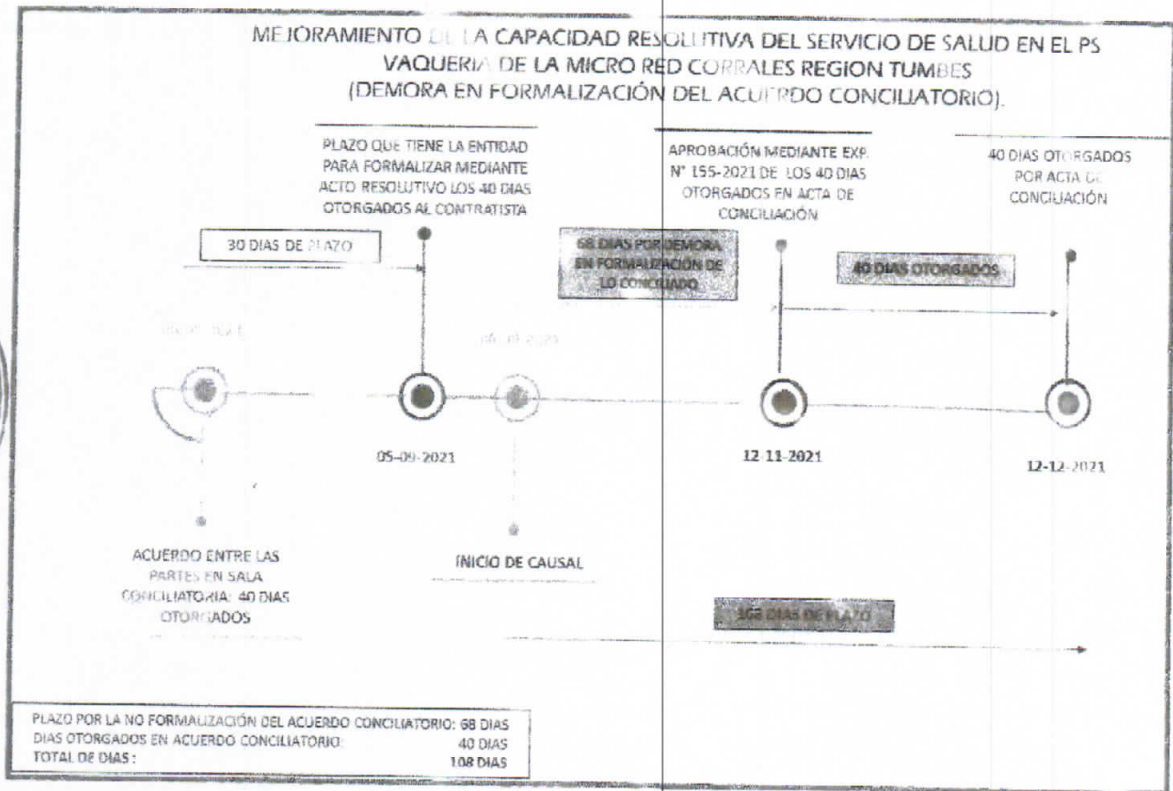 MEJORAMIENTO DE LA CAPACIDAD RESOLUTIVA DEL SERVICIO DE SALUD EN EL PS
VAQUERIA DE LA MICRO RED CORRALES REGION TUMBES
(DEMORA EN FORMALIZACIÓN DEL ACUERDO CONCILIATORIO).
PLAZO QUE TIENE LA ENTIDAD
PARA FORMALIZAR MEDIANTE
ACTO RESOLUTIVO LOS 40 DIAS
OTORGADOS AL CONTRATISTA
APROBACIÓN MEDIANTE EXP.
N° 155-2021 DE LOS 40 DIAS
OTORGADOS EN ACTA DE
CONCILIACIÓN
40 DIAS OTORGADOS
POR ACTA DE
CONCILIACIÓN
30 DIAS DE PLAZO
68 DIAS POR DEMORA
EN FORMALIZACIÓN DE
LO CONCILIADO
40 DIAS OTORGADOS
05-09-2021
12-11-2021
12-12-2021
ACUERDO ENTRE LAS
PARTES EN SALA
CONCILIATORIA: 40 DIAS
OTORGADOS
INICIO DE CAUSAL
108 DIAS DE PLAZO
PLAZO POR LA NO FORMALIZACIÓN DEL ACUERDO CONCILIATORIO: 68 DIAS
DIAS OTORGADOS EN ACUERDO CONCILIATORIO: 40 DIAS
TOTAL DE DIAS: 108 DIAS